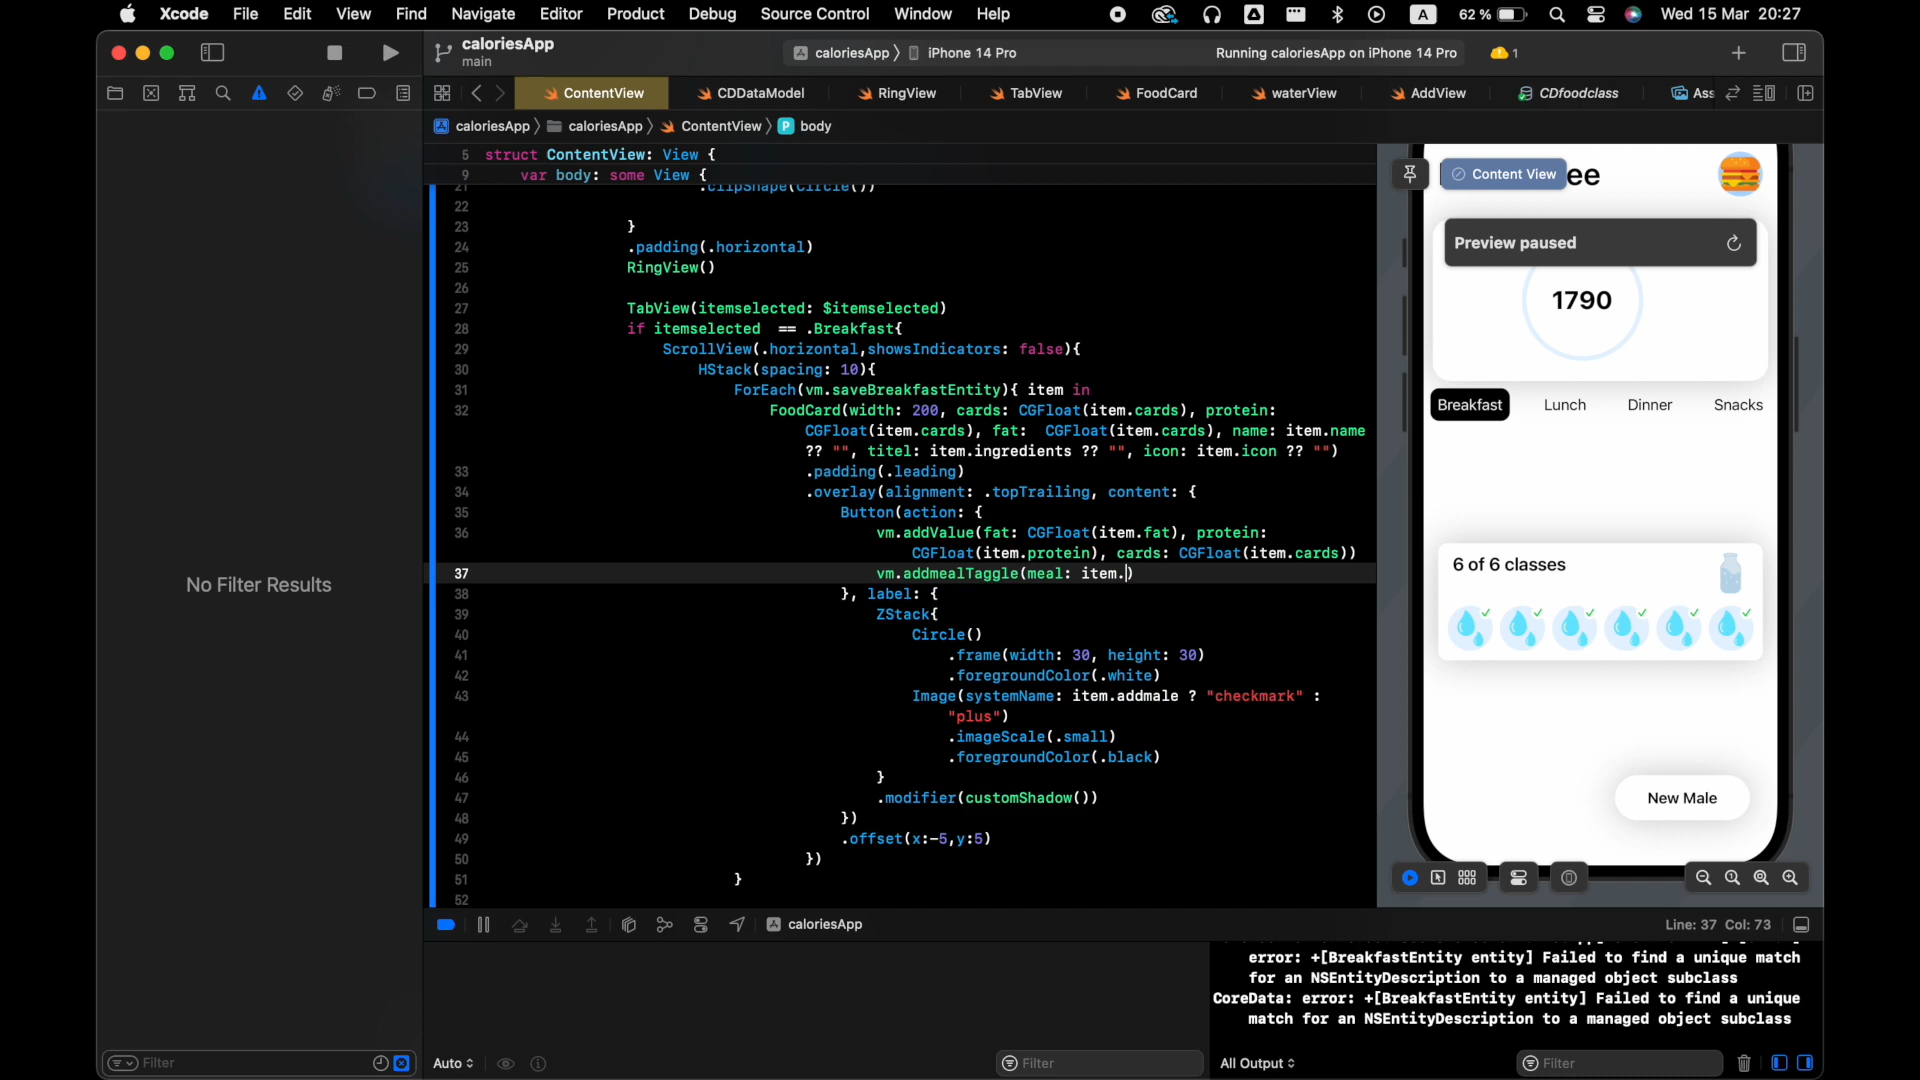 Xcode File Edit View Find Navigate Editor Product Debug Source Control Window Help A 62 % Wed 15 Mar 20:27
caloriesApp
main
caloriesApp iPhone 14 Pro
Running caloriesApp on iPhone 14 Pro 1
ContentView CDDataModel RingView TabView FoodCard waterView AddView CDfoodclass Ass
caloriesApp caloriesApp ContentView P body
5 struct ContentView: View {
9 var body: some View {
21 .clipShape(Circle())
22
23 }
24 .padding(.horizontal)
25 RingView()
26
27 TabView(itemselected: $itemselected)
28 if itemselected == .Breakfast{
29 ScrollView(.horizontal,showsIndicators: false){
30 HStack(spacing: 10){
31 ForEach(vm.saveBreakfastEntity){ item in
32 FoodCard(width: 200, cards: CGFloat(item.cards), protein:
CGFloat(item.cards), fat: CGFloat(item.cards), name: item.name
?? "", titel: item.ingredients ?? "", icon: item.icon ?? "")
33 .padding(.leading)
34 .overlay(alignment: .topTrailing, content: {
35 Button(action: {
36 vm.addValue(fat: CGFloat(item.fat), protein:
CGFloat(item.protein), cards: CGFloat(item.cards))
37 vm.addmealTaggle(meal: item.)
38 }, label: {
39 ZStack{
40 Circle()
41 .frame(width: 30, height: 30)
42 .foregroundColor(.white)
43 Image(systemName: item.addmale ? "checkmark" :
"plus")
44 .imageScale(.small)
45 .foregroundColor(.black)
46 }
47 .modifier(customShadow())
48 })
49 .offset(x:-5,y:5)
50 })
51 }
52
No Filter Results
Content View
ee
Preview paused
1790
Breakfast Lunch Dinner Snacks
6 of 6 classes
New Male
caloriesApp
Line: 37 Col: 73
error: +[BreakfastEntity entity] Failed to find a unique match
for an NSEntityDescription to a managed object subclass
CoreData: error: +[BreakfastEntity entity] Failed to find a unique
match for an NSEntityDescription to a managed object subclass
Filter
Auto
Filter
All Output
Filter